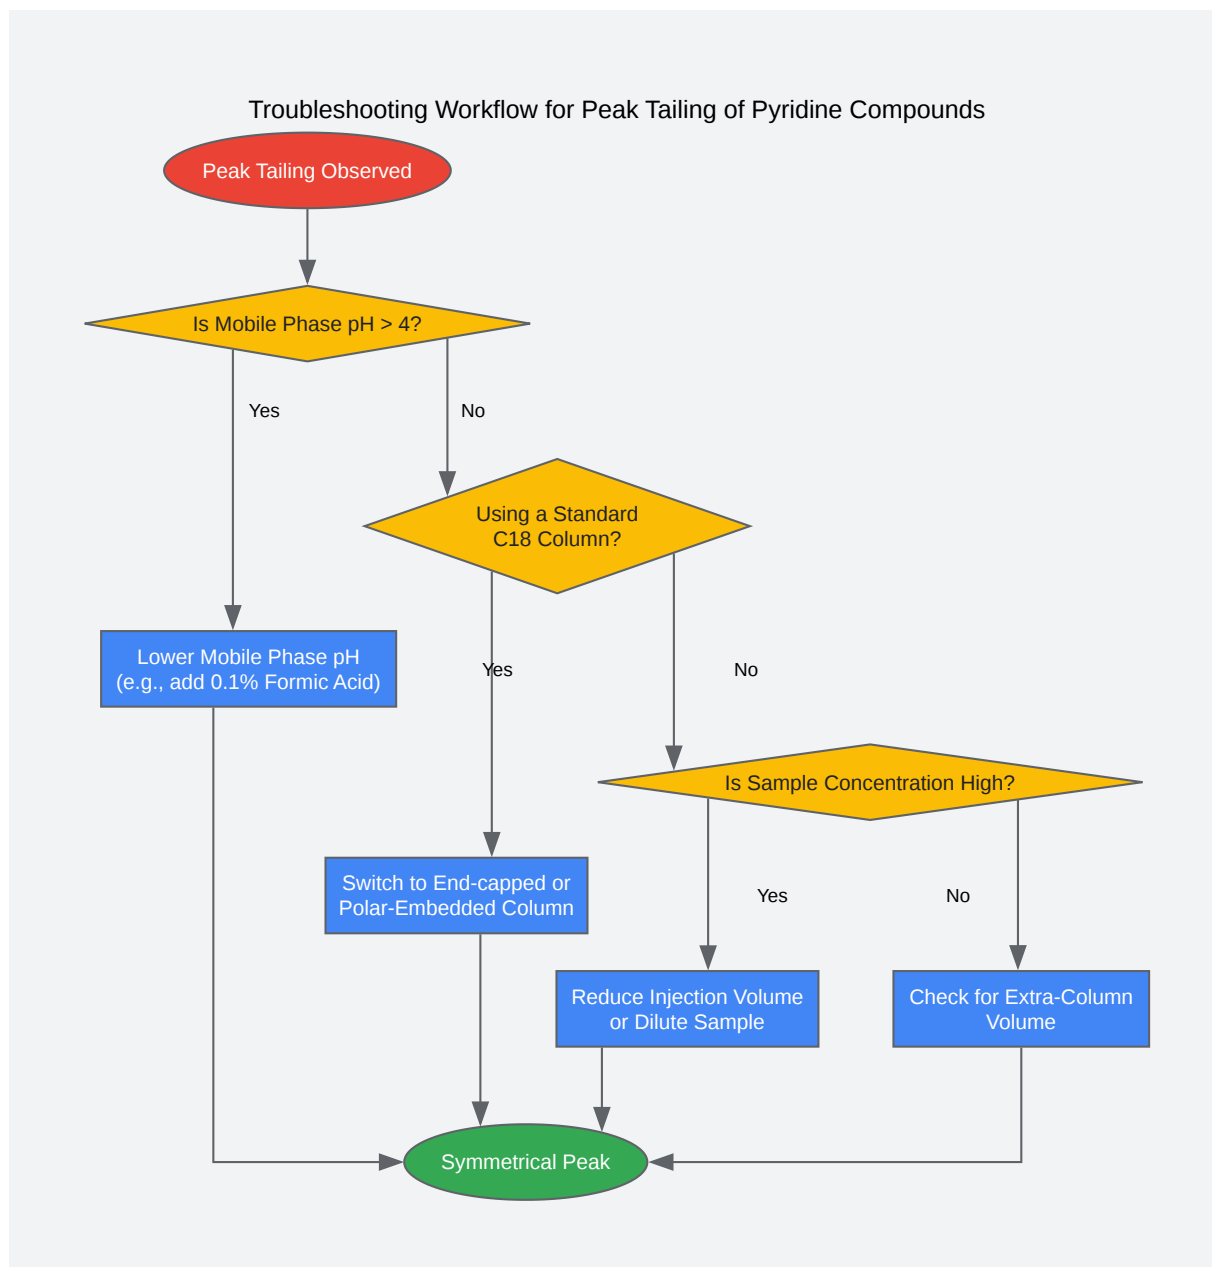 Troubleshooting Workflow for Peak Tailing of Pyridine Compounds
Peak Tailing Observed
Is Mobile Phase pH > 4?
Yes
No
Using a Standard
C18 Column?
Lower Mobile Phase pH
(e.g., add 0.1% Formic Acid)
Yes
No
Is Sample Concentration High?
Switch to End-capped or
Polar-Embedded Column
Yes
No
Reduce Injection Volume
or Dilute Sample
Check for Extra-Column
Volume
Symmetrical Peak